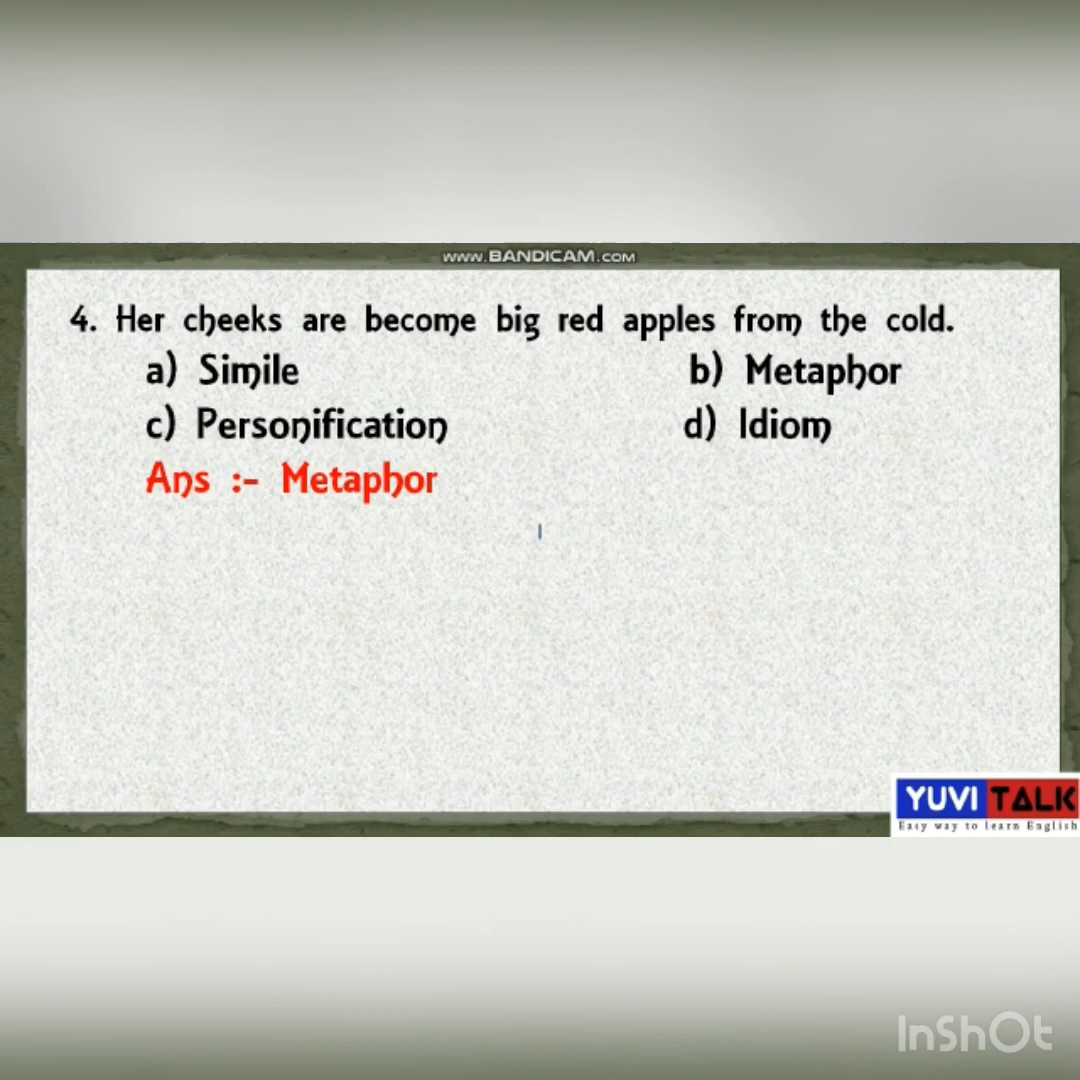 www.BANDICAM.com
4. Her cheeks are become big red apples from the cold.
a) Simile b) Metaphor
c) Personification d) Idiom
Ans :- Metaphor
YUVI TALK
Easy way to learn English
InShOt